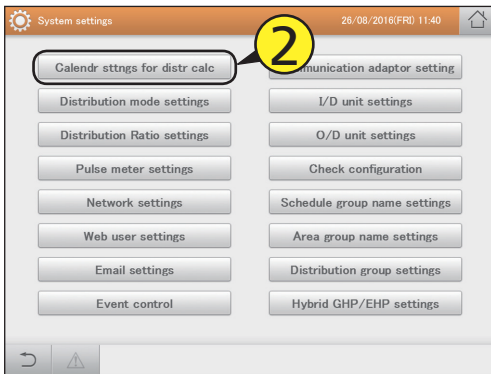 System settings
26/08/2016(FRI) 11:40
2
Calendr sttngs for distr calc
munication adaptor setting
Distribution mode settings
I/D unit settings
Distribution Ratio settings
O/D unit settings
Pulse meter settings
Check configuration
Network settings
Schedule group name settings
Web user settings
Area group name settings
Email settings
Distribution group settings
Event control
Hybrid GHP/EHP settings